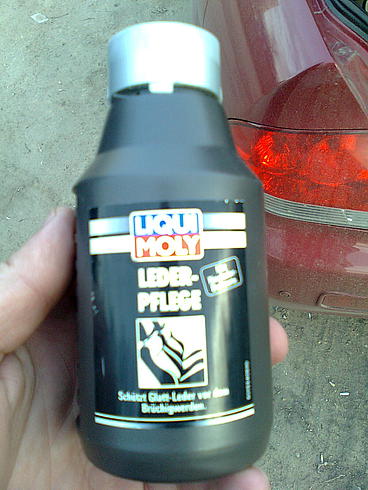 LIQUI
MOLY
LEDER-
PFLEGE
Schützt Glatt-Leder vor dem
Brüchigwerden.